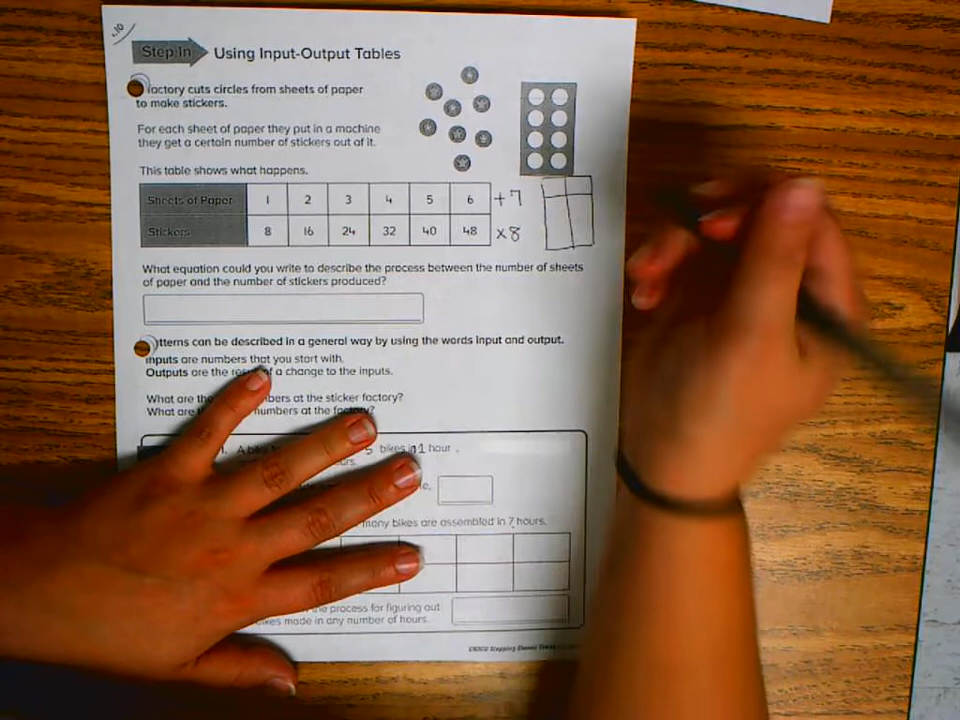 Step In Using Input-Output Tables
factory cuts circles from sheets of paper
to make stickers.
For each sheet of paper they put in a machine
they get a certain number of stickers out of it.
This table shows what happens.
Sheets of Paper 1 2 3 4 5 6 +7
Stickers 8 16 24 32 40 48 ×8
What equation could you write to describe the process between the number of sheets
of paper and the number of stickers produced?
tterns can be described in a general way by using the words input and output.
Inputs are numbers that you start with.
Outputs are the of a change to the inputs.
What are the bers at the sticker factory?
What are numbers at the factory?
1. A 5 bikes in 1 hour.
urs.
many bikes are assembled in 7 hours.
the process for figuring out
bikes made in any number of hours.